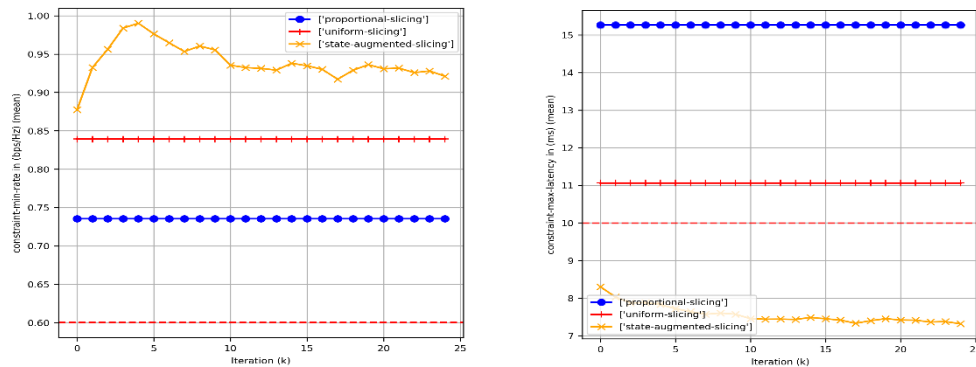 1.00
0.95
0.90
0.85
0.80
0.75
0.70
0.65
0.60
constraint-min-rate in (bps/Hz) (mean)
['proportional-slicing']
['uniform-slicing']
['state-augmented-slicing']
0 5 10 15 20 25
Iteration (k)
15
14
13
12
11
10
9
8
7
constraint-max-latency in (ms) (mean)
['proportional-slicing']
['uniform-slicing']
['state-augmented-slicing']
0 5 10 15 20
Iteration (k)